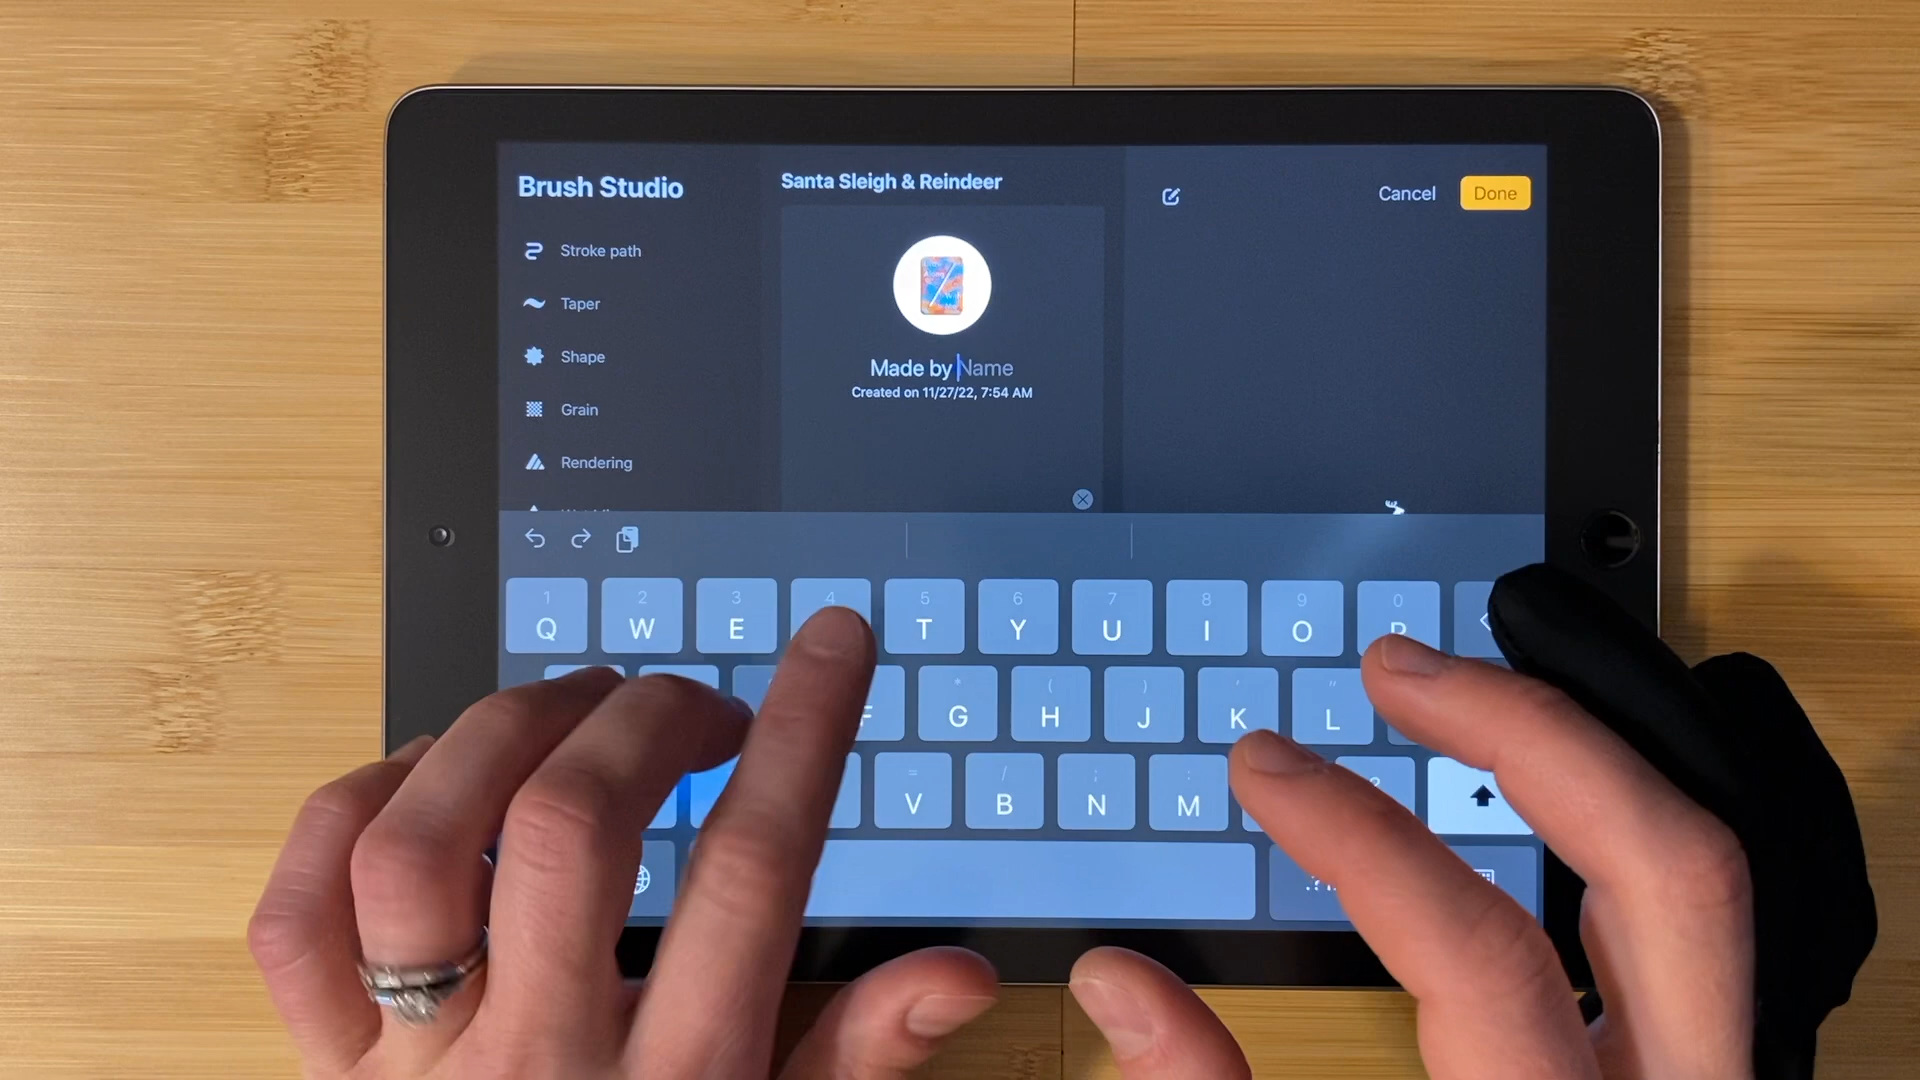 Brush Studio
Santa Sleigh & Reindeer
Cancel
Done
Stroke path
Taper
Shape
Grain
Rendering
Made by Name
Created on 11/27/22, 7:54 AM
1 2 3 4 5 6 7 8 9 0
Q W E T Y U I O P
* ( ) ' "
F G H J K L
= / ; : ?
V B N M
.?1